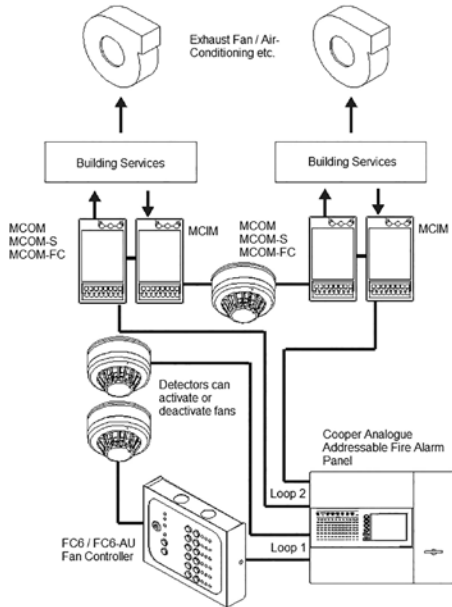 Exhaust Fan / Air-
Conditioning etc.
Building Services
Building Services
MCOM
MCOM-S
MCOM-FC
MCIM
MCOM
MCOM-S
MCOM-FC
MCIM
Detectors can
activate or
deactivate fans
Cooper Analogue
Addressable Fire Alarm
Panel
Loop 2
Loop 1
FC6 / FC6-AU
Fan Controller